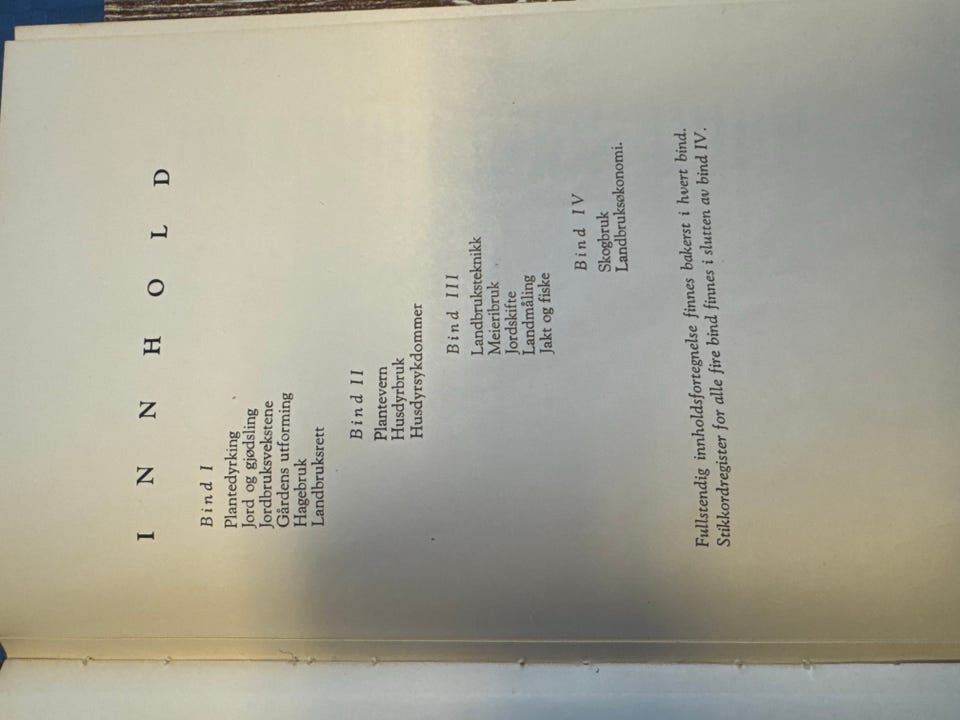 INNHOLD
Bind I
Plantedyrking
Jord og gjødsling
Jordbruksvekstene
Gårdens utforming
Hagebruk
Landbruksrett
Bind II
Plantevern
Husdyrbruk
Husdyrsykdommer
Bind III
Landbruksteknikk
Meieribruk
Jordskifte
Landmåling
Jakt og fiske
Bind IV
Skogbruk
Landbruksøkonomi.
Fullstendig innholdsfortegnelse finnes bakerst i hvert bind.
Stikkordregister for alle fire bind finnes i slutten av bind IV.